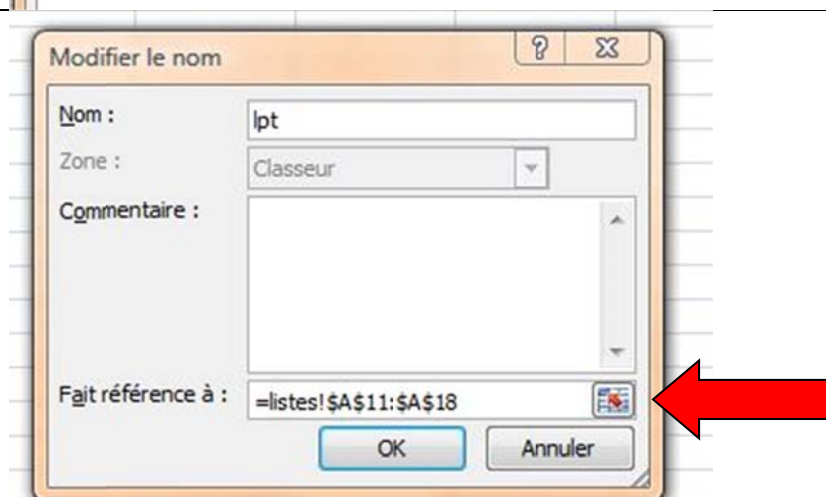 Modifier le nom
Nom : lpt
Zone : Classeur
Commentaire :
Fait référence à : =listes!$A$11:$A$18
OK Annuler